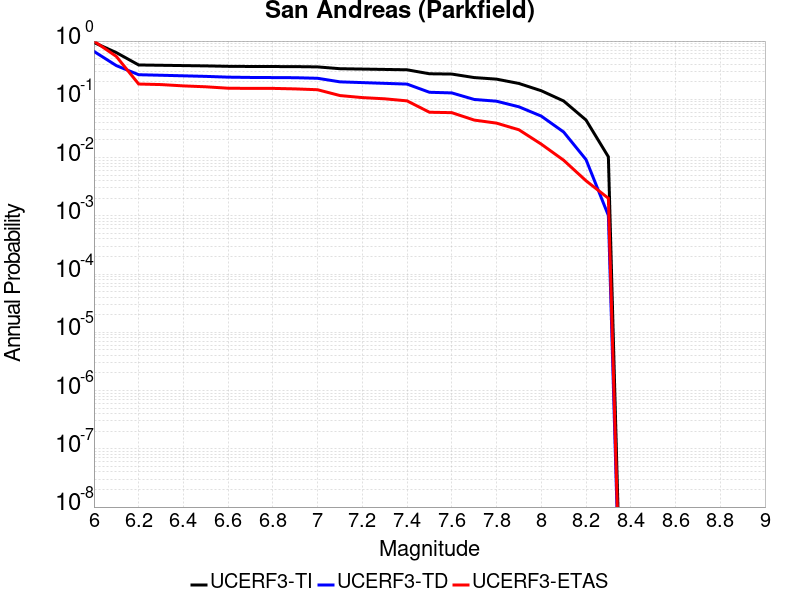 San Andreas (Parkfield)
10^0
10^-1
10^-2
10^-3
10^-4
10^-5
10^-6
10^-7
10^-8
Annual Probability
6 6.2 6.4 6.6 6.8 7 7.2 7.4 7.6 7.8 8 8.2 8.4 8.6 8.8 9
Magnitude
UCERF3-TI UCERF3-TD UCERF3-ETAS